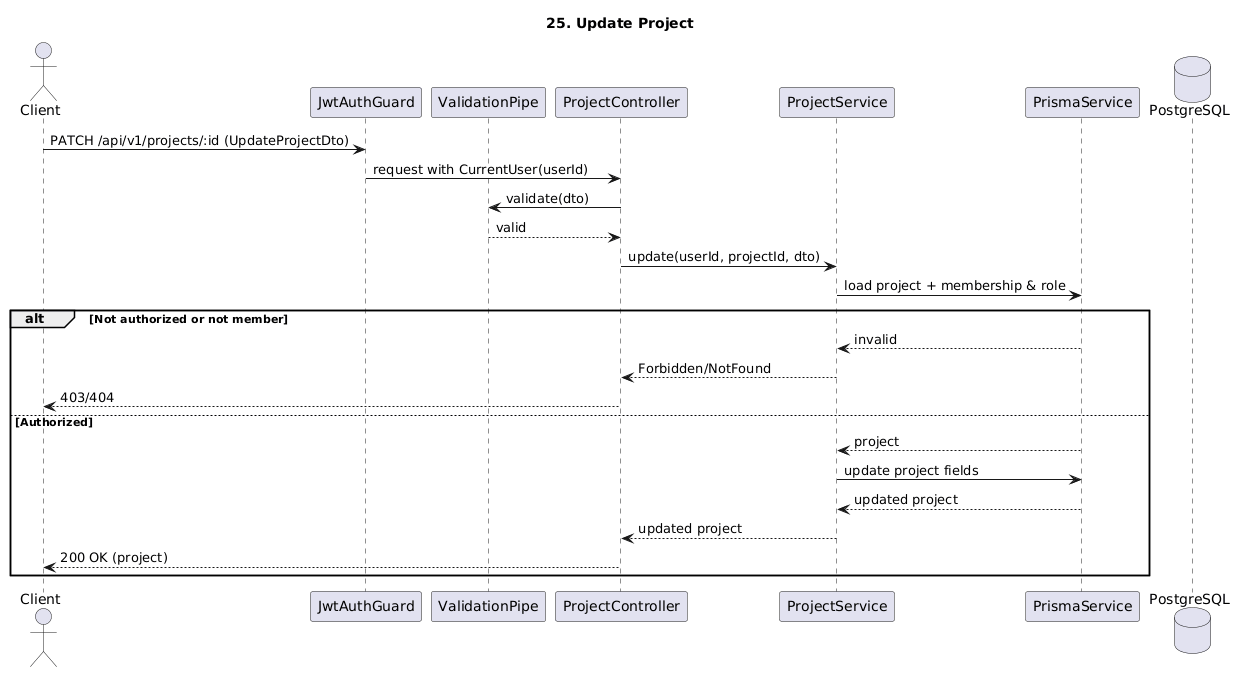 25. Update Project
Client
JwtAuthGuard
ValidationPipe
ProjectController
ProjectService
PrismaService
PostgreSQL
PATCH /api/v1/projects/:id (UpdateProjectDto)
request with CurrentUser(userId)
validate(dto)
valid
update(userId, projectId, dto)
load project + membership & role
alt
[Not authorized or not member]
invalid
Forbidden/NotFound
403/404
[Authorized]
project
update project fields
updated project
updated project
200 OK (project)
Client
JwtAuthGuard
ValidationPipe
ProjectController
ProjectService
PrismaService
PostgreSQL